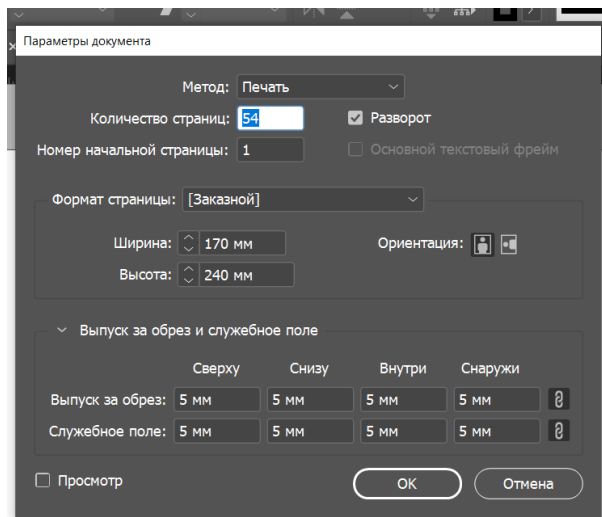 Параметры документа
Метод: Печать
Количество страниц: 54 Разворот
Номер начальной страницы: 1 Основной текстовый фрейм
Формат страницы: [Заказной]
Ширина: 170 мм Ориентация:
Высота: 240 мм
Выпуск за обрез и служебное поле
Сверху Снизу Внутри Снаружи
Выпуск за обрез: 5 мм 5 мм 5 мм 5 мм
Служебное поле: 5 мм 5 мм 5 мм 5 мм
Просмотр OK Отмена